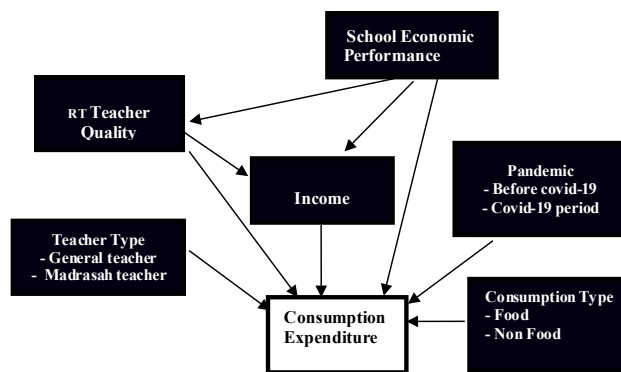 School Economic
Performance
RT Teacher
Quality
Income
Pandemic
- Before covid-19
- Covid-19 period
Teacher Type
- General teacher
- Madrasah teacher
Consumption
Expenditure
Consumption Type
- Food
- Non Food